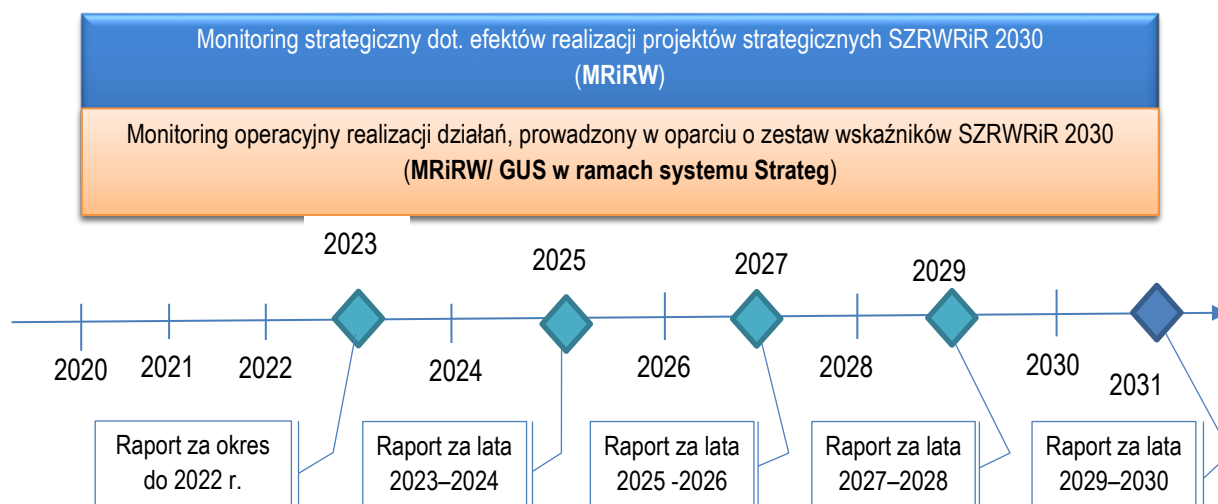 Monitoring strategiczny dot. efektów realizacji projektów strategicznych SZRWRiR 2030
(MRiRW)
Monitoring operacyjny realizacji działań, prowadzony w oparciu o zestaw wskaźników SZRWRiR 2030
(MRiRW/ GUS w ramach systemu Strateg)
2023
2025
2027
2029
2020
2021
2022
2024
2026
2028
2030
2031
Raport za okres
do 2022 r.
Raport za lata
2023–2024
Raport za lata
2025 -2026
Raport za lata
2027–2028
Raport za lata
2029–2030